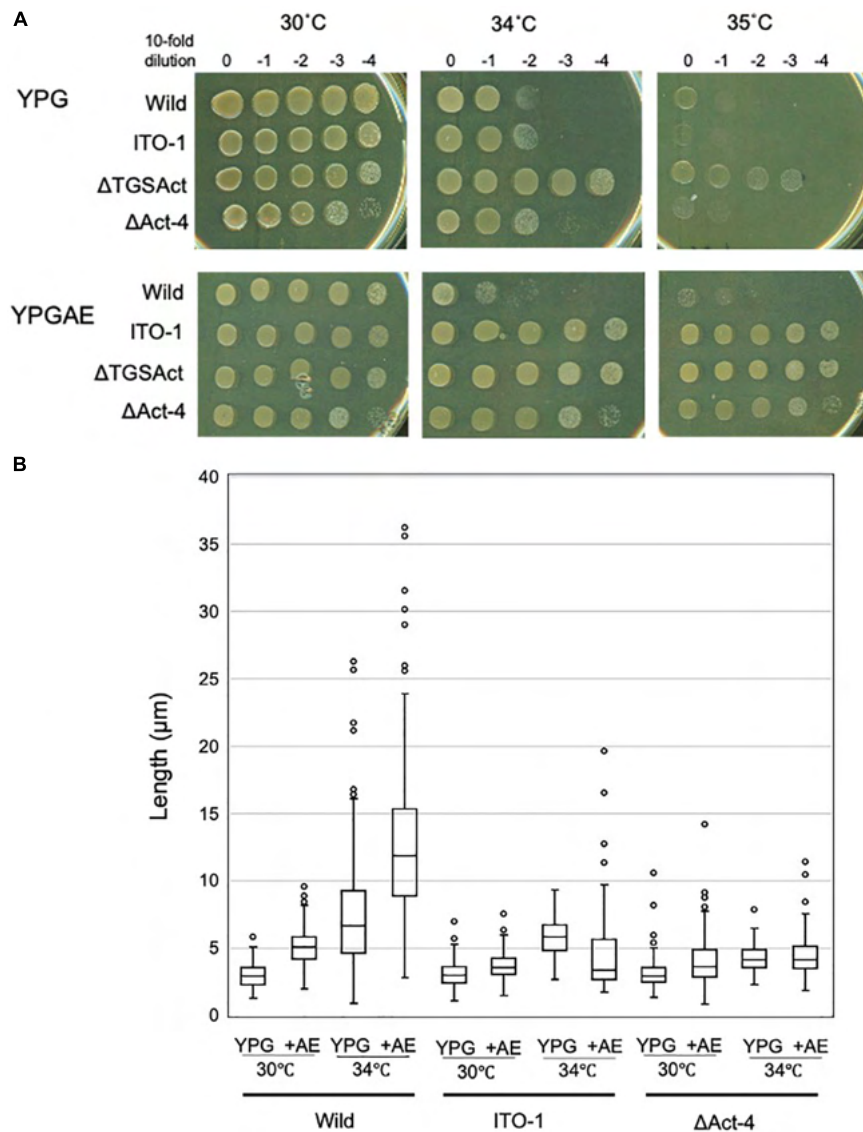 A
30˚C 34˚C 35˚C
10-fold
dilution 0 -1 -2 -3 -4 0 -1 -2 -3 -4 0 -1 -2 -3 -4
YPG
Wild
ITO-1
ΔTGSAct
ΔAct-4
YPGAE
Wild
ITO-1
ΔTGSAct
ΔAct-4
B
Length (µm)
40
35
30
25
20
15
10
5
0
YPG +AE YPG +AE YPG +AE YPG +AE YPG +AE YPG +AE
30℃ 34℃ 30℃ 34℃ 30℃ 34℃
Wild ITO-1 ΔAct-4